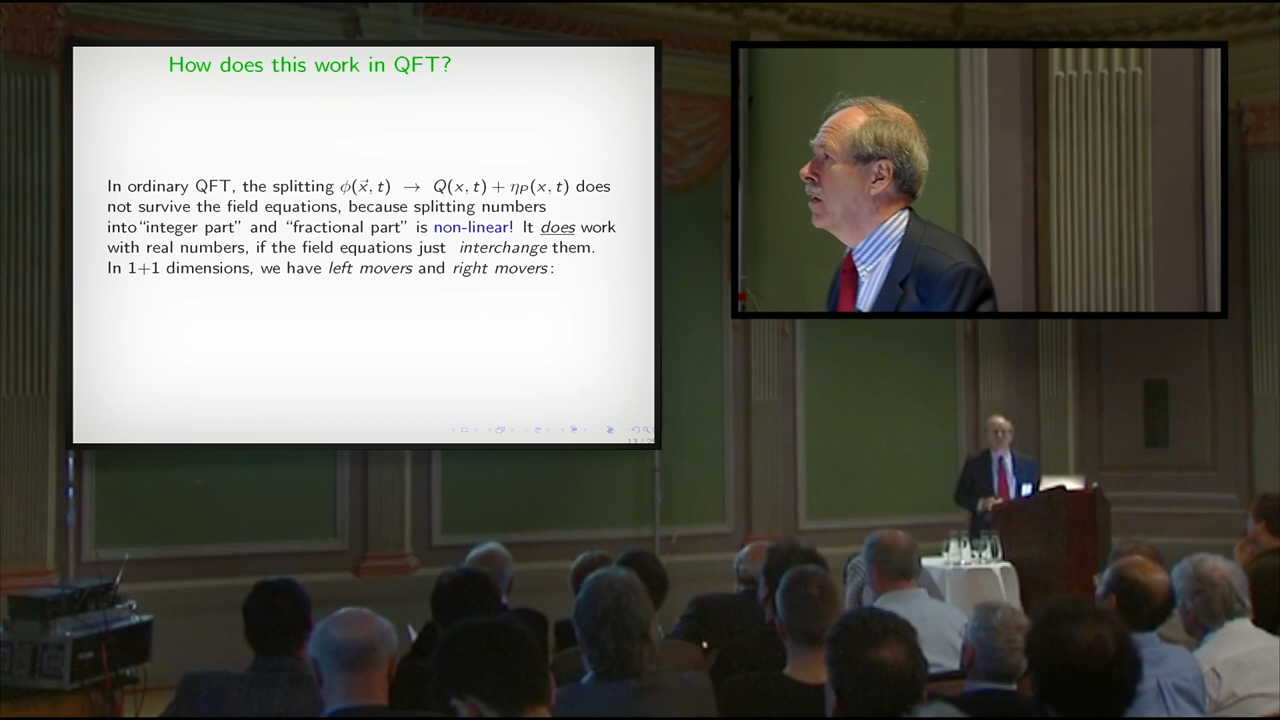 How does this work in QFT?
In ordinary QFT, the splitting ϕ(x⃗, t) → Q(x, t) + ηP(x, t) does
not survive the field equations, because splitting numbers
into “integer part” and “fractional part” is non-linear! It does work
with real numbers, if the field equations just interchange them.
In 1+1 dimensions, we have left movers and right movers: